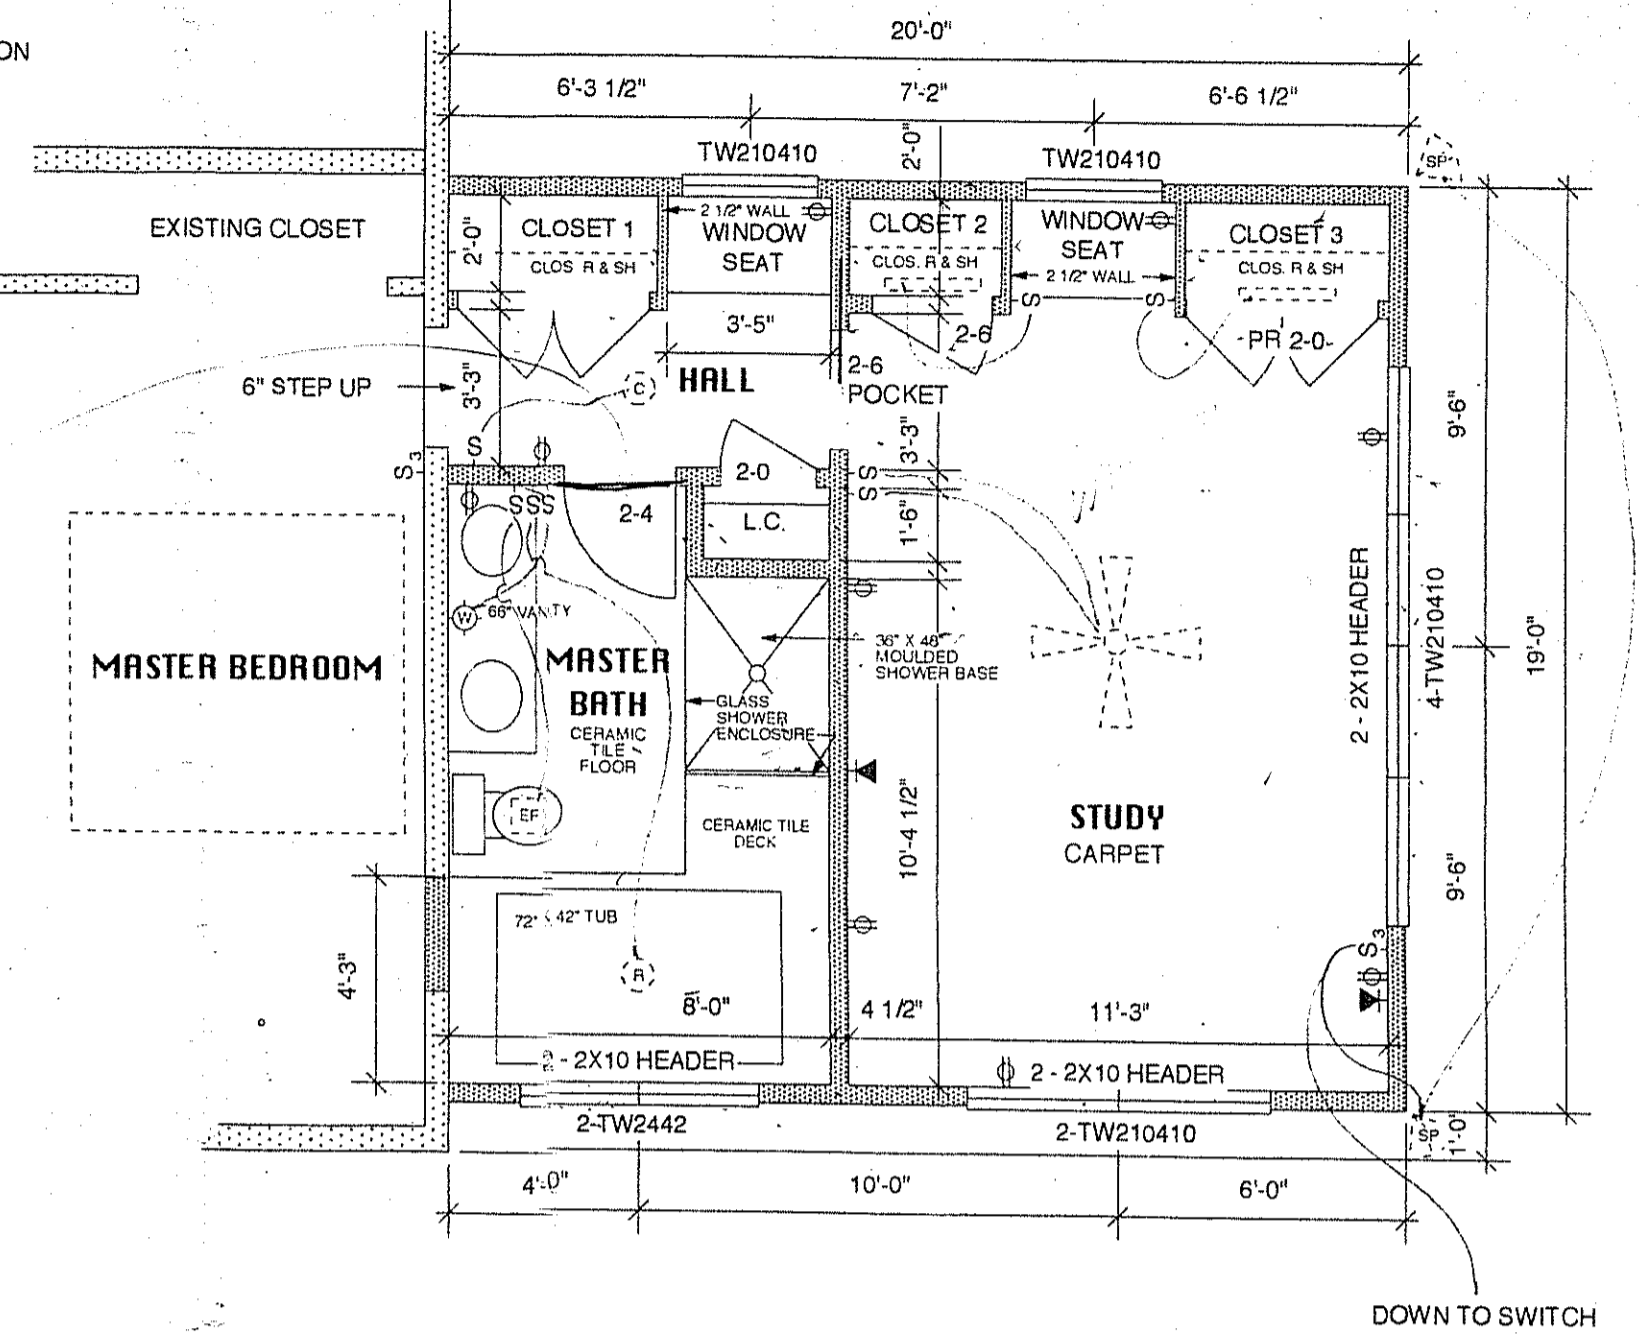 ON
20'-0"
6'-3 1/2"
7'-2"
6'-6 1/2"
2'-0"
TW210410
TW210410
SP
EXISTING CLOSET
2'-0"
CLOSET 1
CLOS R & SH
2 1/2" WALL
WINDOW
SEAT
CLOSET 2
CLOS. R & SH
WINDOW
SEAT
2 1/2" WALL
CLOSET 3
CLOS. R & SH
S
S
3'-5"
2-6
PR 2-0
6" STEP UP
3'-3"
C
HALL
2-6
POCKET
9'-6"
S
S3
3'-3"
2-0
S
S
SSS
2-4
L.C.
1'-6"
2 - 2X10 HEADER
4-TW210410
19'-0"
W
66" VANITY
MASTER BEDROOM
MASTER
BATH
CERAMIC
TILE
FLOOR
36" X 48"
MOULDED
SHOWER BASE
GLASS
SHOWER
ENCLOSURE
EF
CERAMIC TILE
DECK
10'-4 1/2"
STUDY
CARPET
9'-6"
72" X 42" TUB
4'-3"
R
S3
8'-0"
4 1/2"
11'-3"
2 - 2X10 HEADER
2 - 2X10 HEADER
2-TW2442
2-TW210410
SP
1'-0"
4'-0"
10'-0"
6'-0"
DOWN TO SWITCH